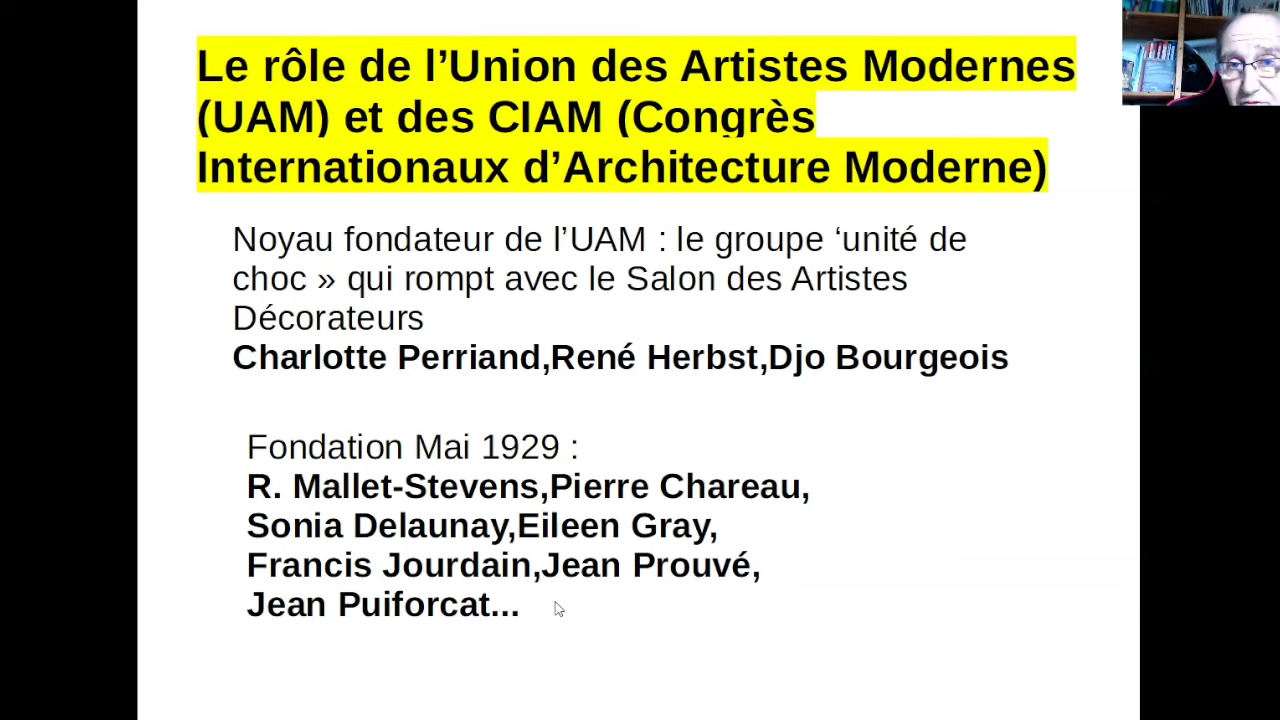 Le rôle de l’Union des Artistes Modernes
(UAM) et des CIAM (Congrès
Internationaux d’Architecture Moderne)
Noyau fondateur de l’UAM : le groupe ‘unité de
choc » qui rompt avec le Salon des Artistes
Décorateurs
Charlotte Perriand,René Herbst,Djo Bourgeois
Fondation Mai 1929 :
R. Mallet-Stevens,Pierre Chareau,
Sonia Delaunay,Eileen Gray,
Francis Jourdain,Jean Prouvé,
Jean Puiforcat...